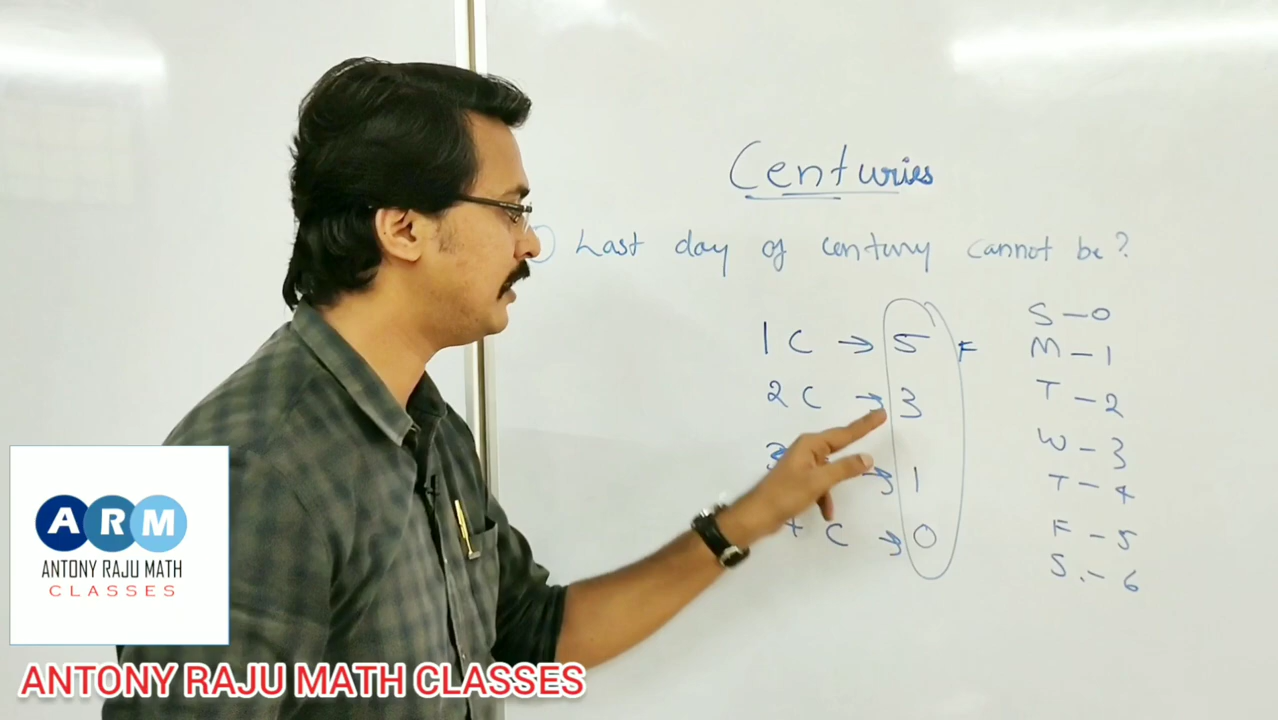 Centuries
Last day of century cannot be?
1 C → 5 F
2 C → 3
3 → 1
C → 0
S - 0
M - 1
T - 2
W - 3
T - 4
F - 5
S. - 6
ARM
ANTONY RAJU MATH
CLASSES
ANTONY RAJU MATH CLASSES